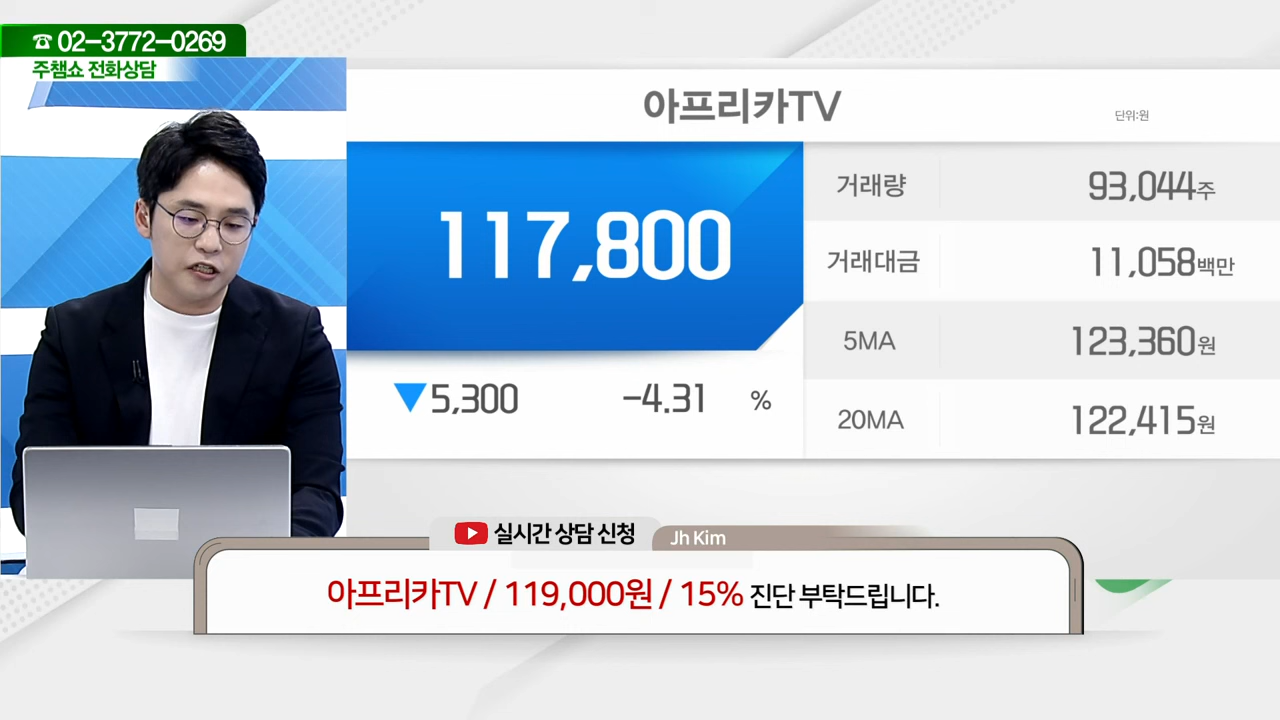 ☎ 02-3772-0269
주챔쇼 전화상담
아프리카TV
단위:원
117,800
▼5,300 -4.31 %
거래량 93,044주
거래대금 11,058백만
5MA 123,360원
20MA 122,415원
실시간 상담 신청 Jh Kim
아프리카TV / 119,000원 / 15% 진단 부탁드립니다.